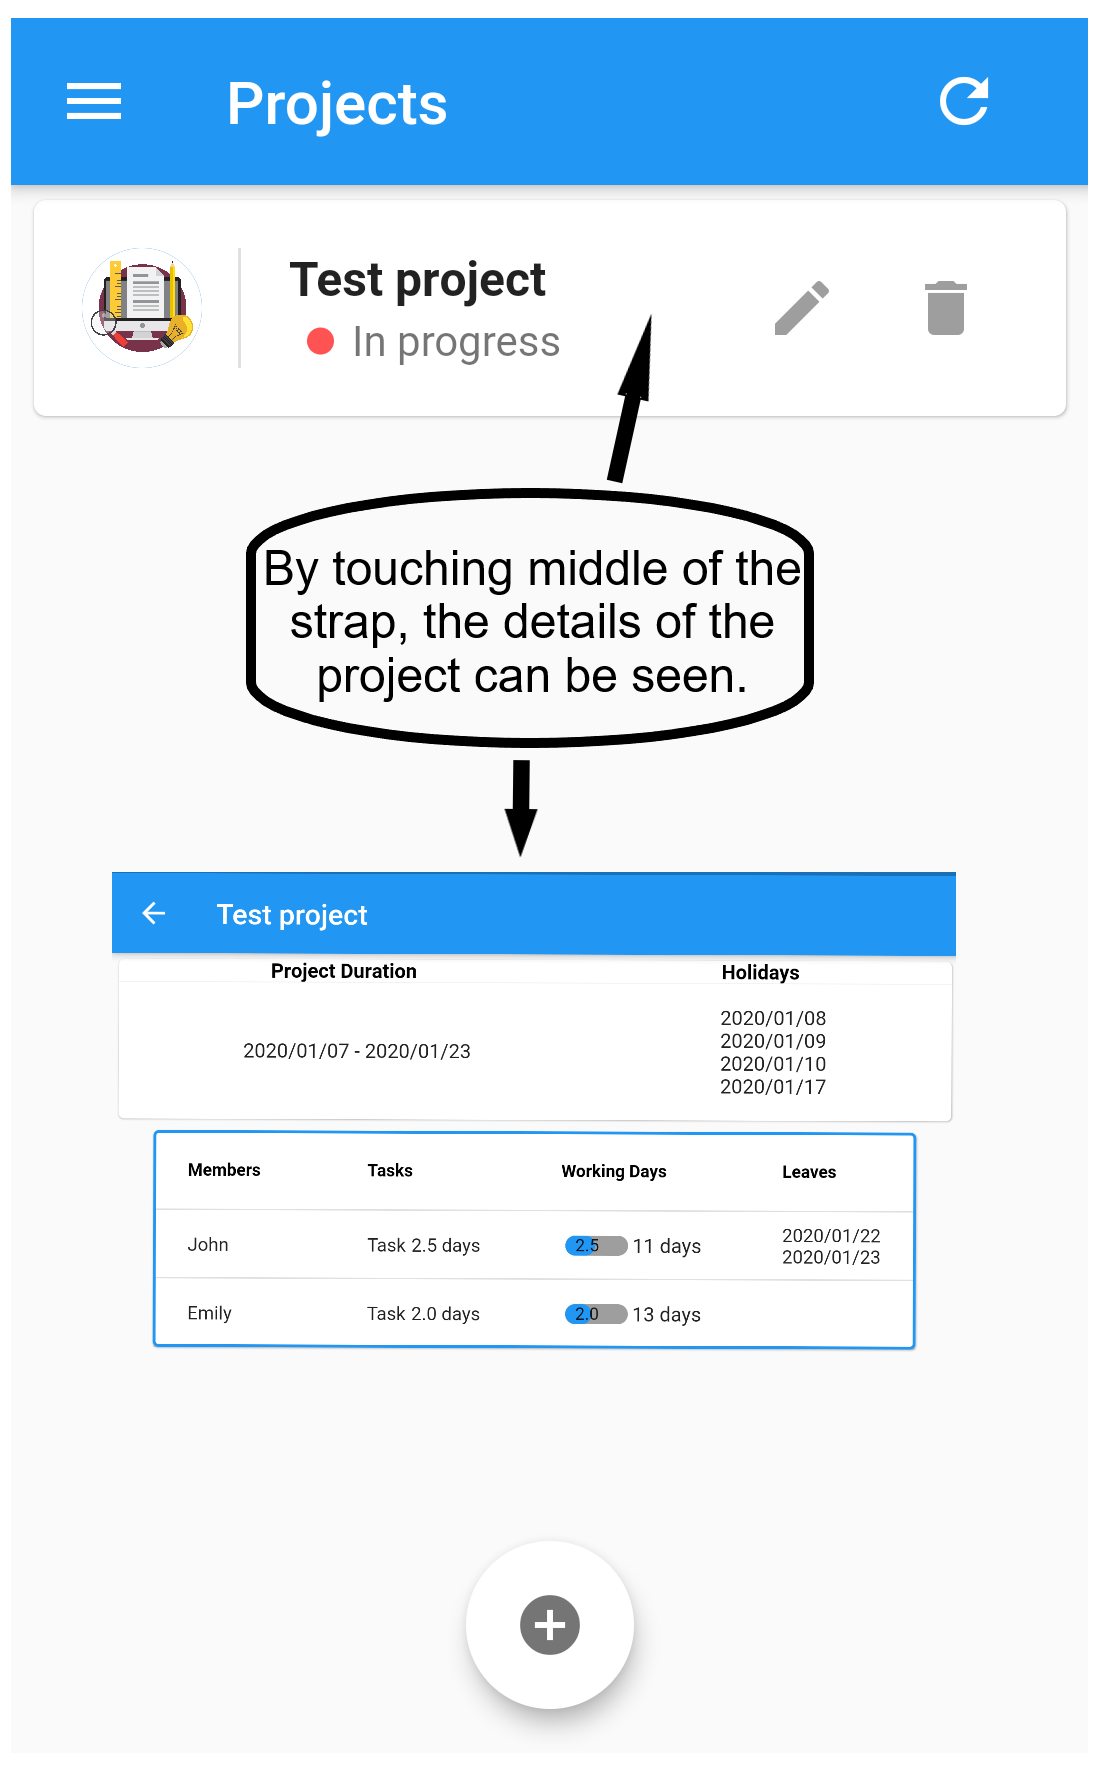 Projects
Test project
In progress
By touching middle of the
strap, the details of the
project can be seen.
Test project
Project Duration Holidays
2020/01/08
2020/01/09
2020/01/07 - 2020/01/23
2020/01/10
2020/01/17
Members Tasks Working Days Leaves
John Task 2.5 days 2.5 11 days 2020/01/22
2020/01/23
Emily Task 2.0 days 2.0 13 days